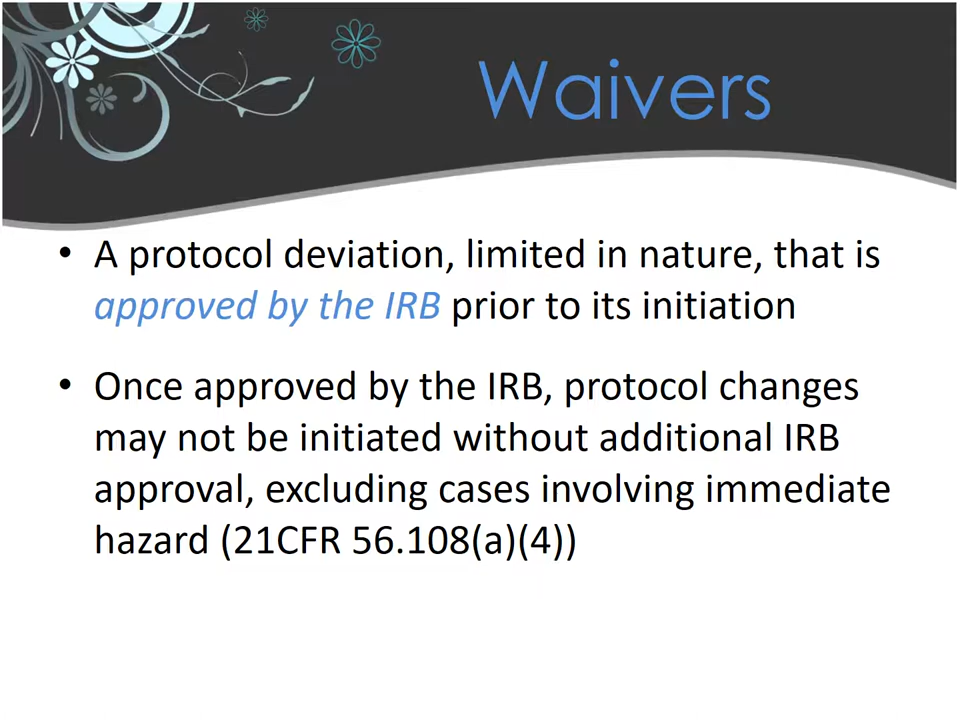 Waivers
• A protocol deviation, limited in nature, that is
approved by the IRB prior to its initiation
• Once approved by the IRB, protocol changes
may not be initiated without additional IRB
approval, excluding cases involving immediate
hazard (21CFR 56.108(a)(4))